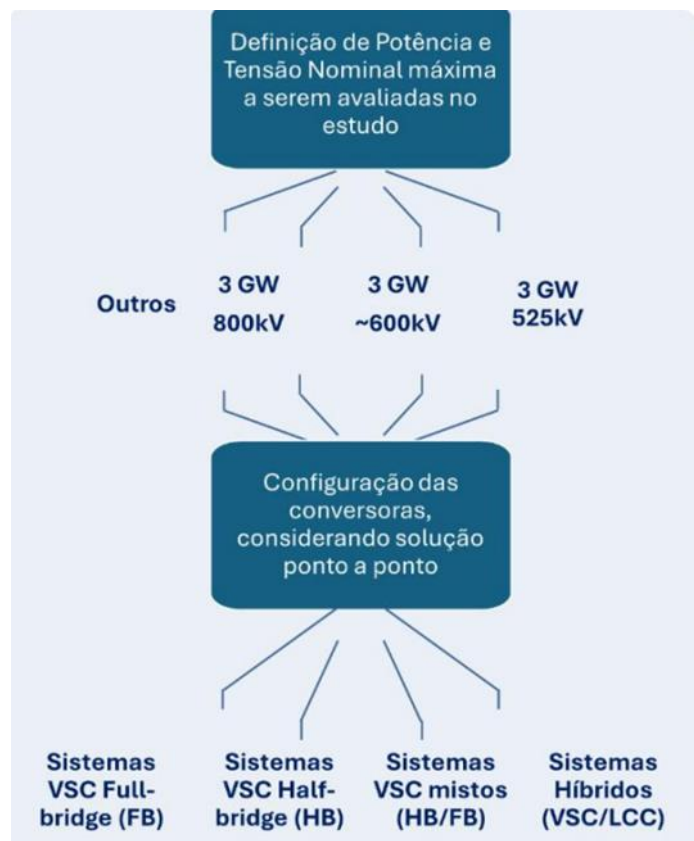 Definição de Potência e
Tensão Nominal máxima
a serem avaliadas no
estudo
Outros
3 GW
800kV
3 GW
~600kV
3 GW
525kV
Configuração das
conversoras,
considerando solução
ponto a ponto
Sistemas
VSC Full-
bridge (FB)
Sistemas
VSC Half-
bridge (HB)
Sistemas
VSC mistos
(HB/FB)
Sistemas
Híbridos
(VSC/LCC)